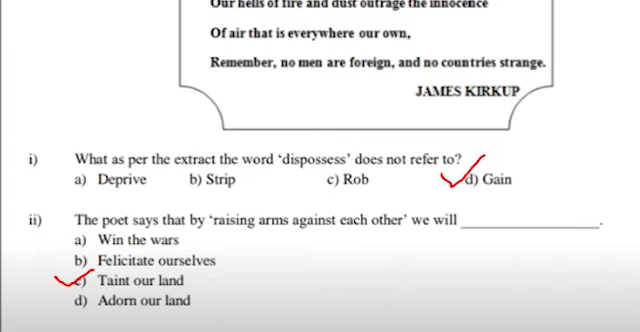 Our hells of fire and dust outrage the innocence
Of air that is everywhere our own,
Remember, no men are foreign, and no countries strange.
JAMES KIRKUP
i) What as per the extract the word ‘dispossess’ does not refer to?
a) Deprive b) Strip c) Rob d) Gain
ii) The poet says that by ‘raising arms against each other’ we will ____________________.
a) Win the wars
b) Felicitate ourselves
c) Taint our land
d) Adorn our land